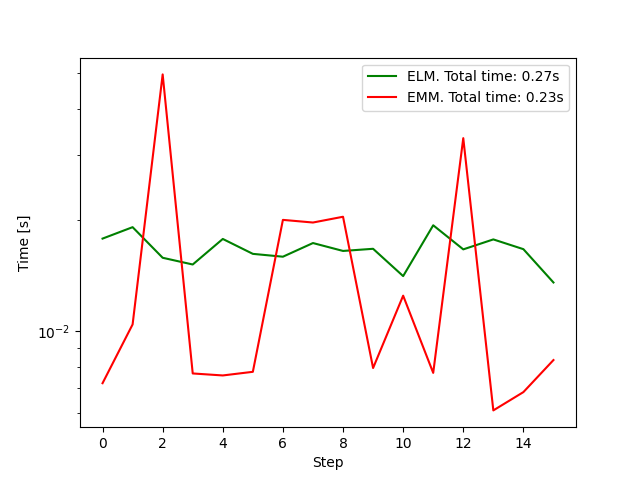 ELM. Total time: 0.27s
EMM. Total time: 0.23s
Time [s]
10⁻²
0 2 4 6 8 10 12 14
Step